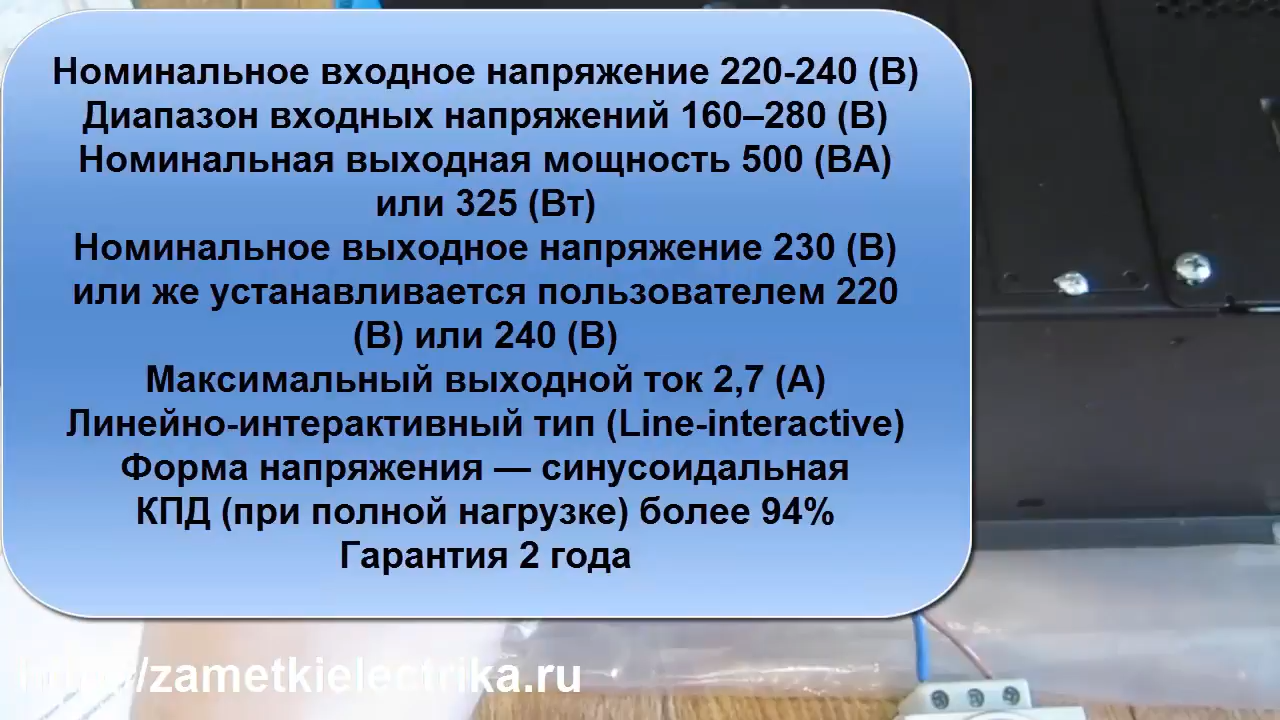 Номинальное входное напряжение 220-240 (В)
Диапазон входных напряжений 160–280 (В)
Номинальная выходная мощность 500 (ВА)
или 325 (Вт)
Номинальное выходное напряжение 230 (В)
или же устанавливается пользователем 220
(В) или 240 (В)
Максимальный выходной ток 2,7 (А)
Линейно-интерактивный тип (Line-interactive)
Форма напряжения — синусоидальная
КПД (при полной нагрузке) более 94%
Гарантия 2 года
http://zametkielectrika.ru